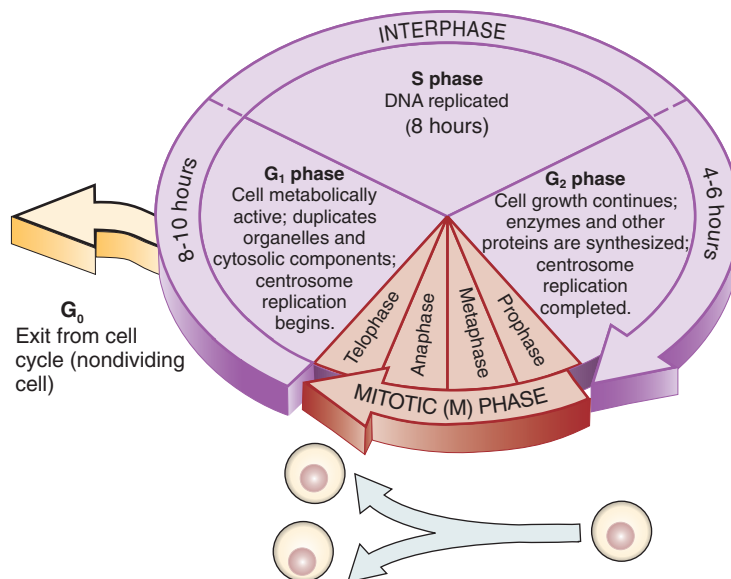 INTERPHASE
S phase
DNA replicated
(8 hours)
G₁ phase
Cell metabolically
active; duplicates
organelles and
cytosolic components;
centrosome
replication
begins.
8-10 hours
G₂ phase
Cell growth continues;
enzymes and other
proteins are synthesized;
centrosome
replication
completed.
4-6 hours
G₀
Exit from cell
cycle (nondividing
cell)
Telophase
Anaphase
Metaphase
Prophase
MITOTIC (M) PHASE